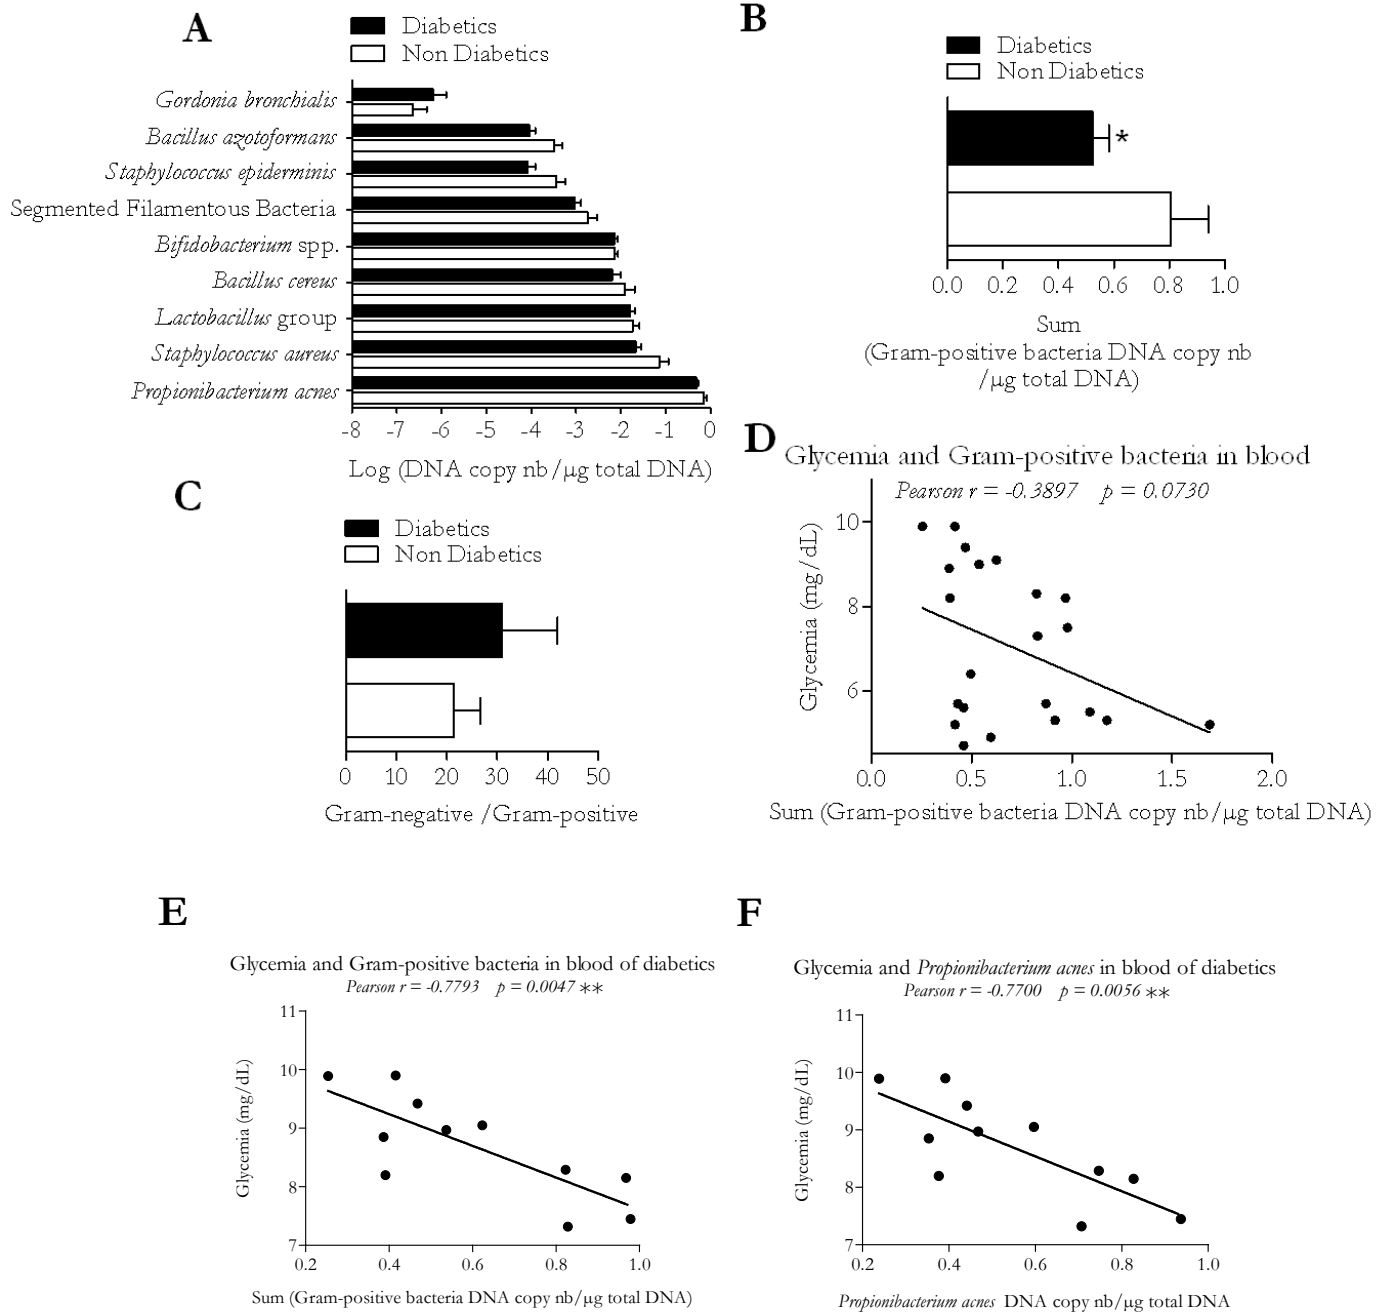 A
Diabetics
Non Diabetics
Gordonia bronchialis
Bacillus azotoformans
Staphylococcus epiderminis
Segmented Filamentous Bacteria
Bifidobacterium spp.
Bacillus cereus
Lactobacillus group
Staphylococcus aureus
Propionibacterium acnes
-8 -7 -6 -5 -4 -3 -2 -1 0
Log (DNA copy nb/μg total DNA)
B
Diabetics
Non Diabetics
*
0.0 0.2 0.4 0.6 0.8 1.0
Sum
(Gram-positive bacteria DNA copy nb
/μg total DNA)
C
Diabetics
Non Diabetics
0 10 20 30 40 50
Gram-negative /Gram-positive
D
Glycemia and Gram-positive bacteria in blood
Pearson r = -0.3897 p = 0.0730
Glycemia (mg/dL)
10
8
6
0.0 0.5 1.0 1.5 2.0
Sum (Gram-positive bacteria DNA copy nb/μg total DNA)
E
Glycemia and Gram-positive bacteria in blood of diabetics
Pearson r = -0.7793 p = 0.0047 **
Glycemia (mg/dL)
11
10
9
8
7
0.2 0.4 0.6 0.8 1.0
Sum (Gram-positive bacteria DNA copy nb/μg total DNA)
F
Glycemia and Propionibacterium acnes in blood of diabetics
Pearson r = -0.7700 p = 0.0056 **
Glycemia (mg/dL)
11
10
9
8
7
0.2 0.4 0.6 0.8 1.0
Propionibacterium acnes DNA copy nb/μg total DNA